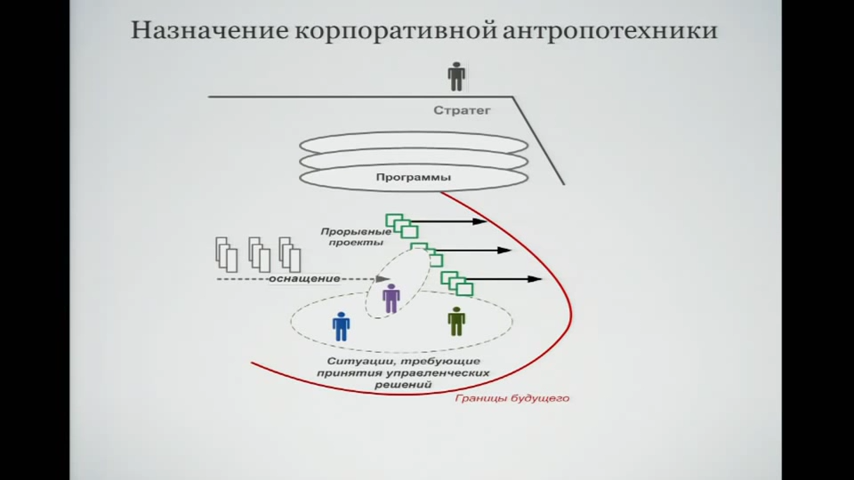 Назначение корпоративной антропотехники
Стратег
Программы
Прорывные
проекты
оснащение
Ситуации, требующие
принятия управленческих
решений
Границы будущего